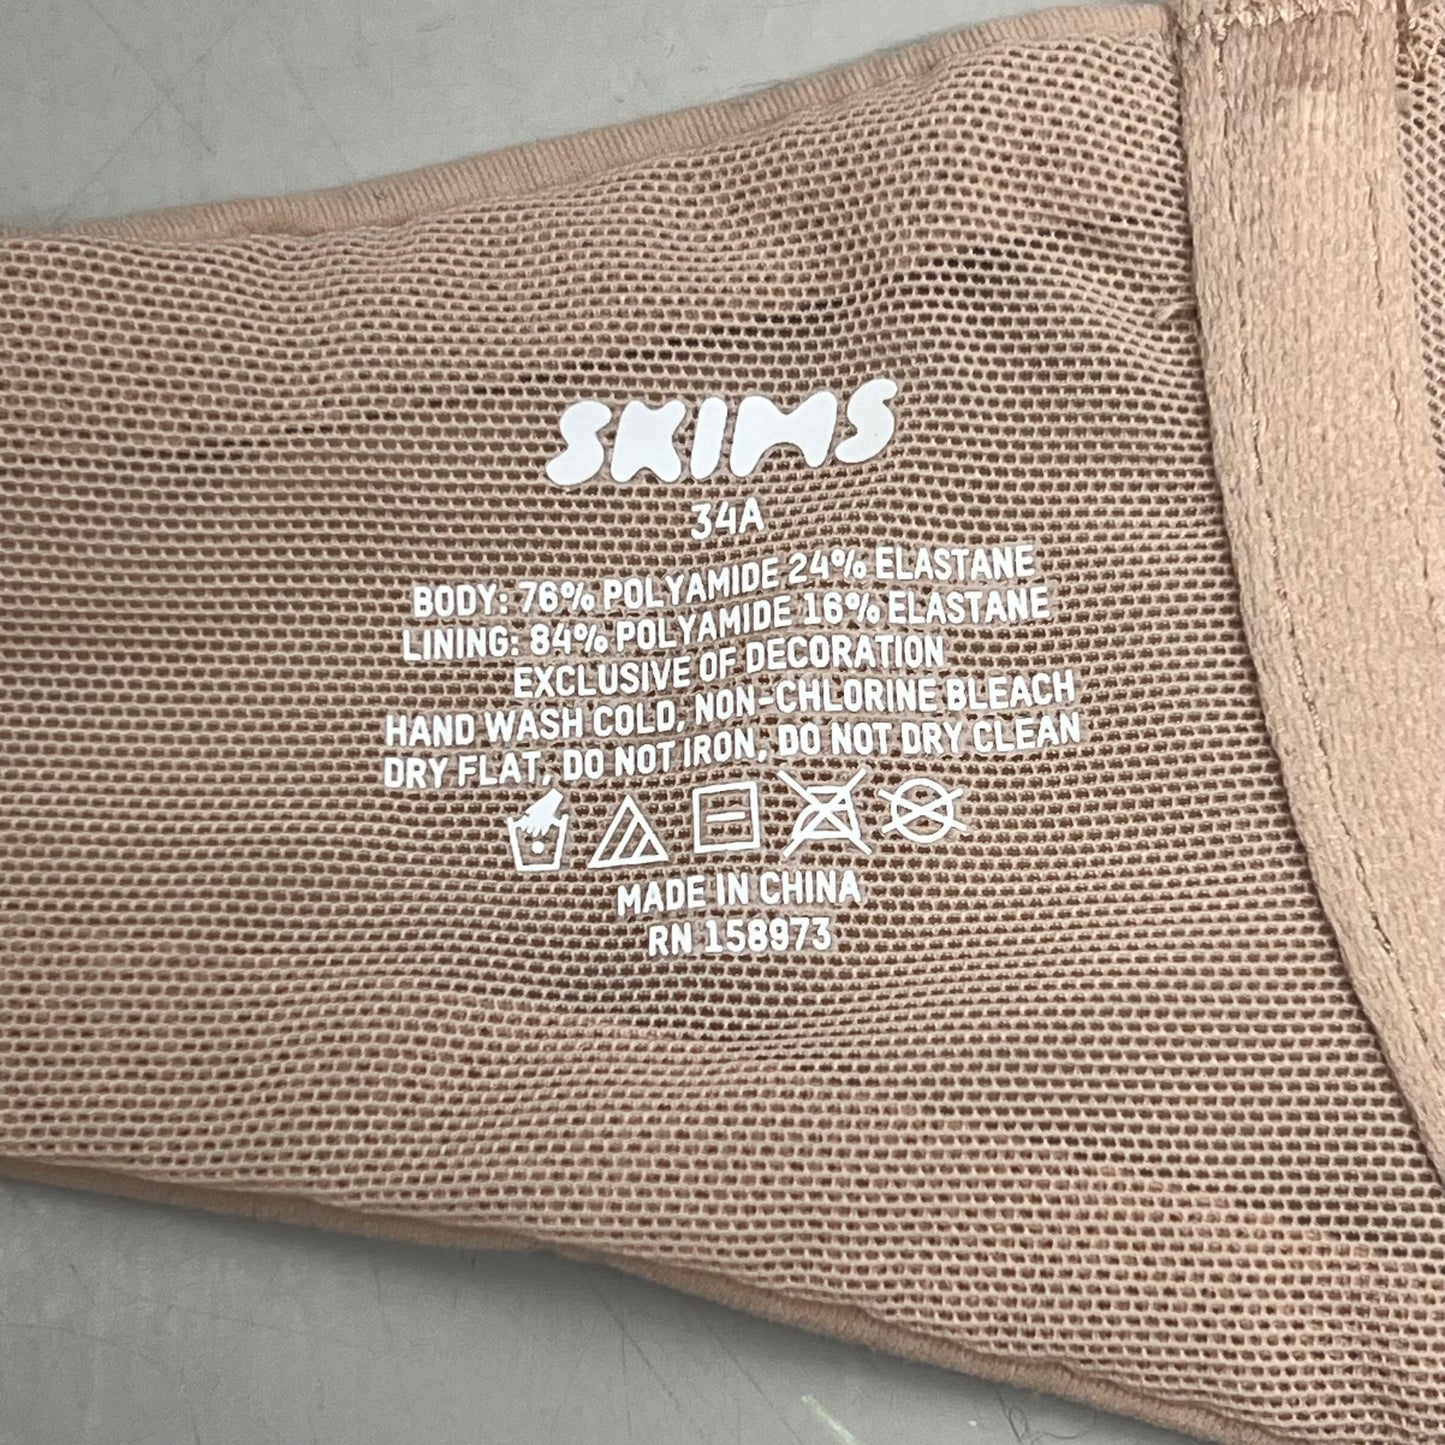 SKIMS
34A
BODY: 76% POLYAMIDE 24% ELASTANE
LINING: 84% POLYAMIDE 16% ELASTANE
EXCLUSIVE OF DECORATION
HAND WASH COLD, NON-CHLORINE BLEACH
DRY FLAT, DO NOT IRON, DO NOT DRY CLEAN
MADE IN CHINA
RN 158973